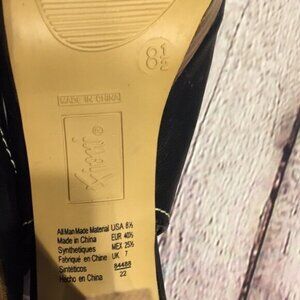 8½
MADE IN CHINA
All Man Made Material USA 8½
Made in China EUR 40½
Synthetiques MEX 25½
Fabriqué en Chine UK 7
Sintéticos 84488
Hecho en China 22